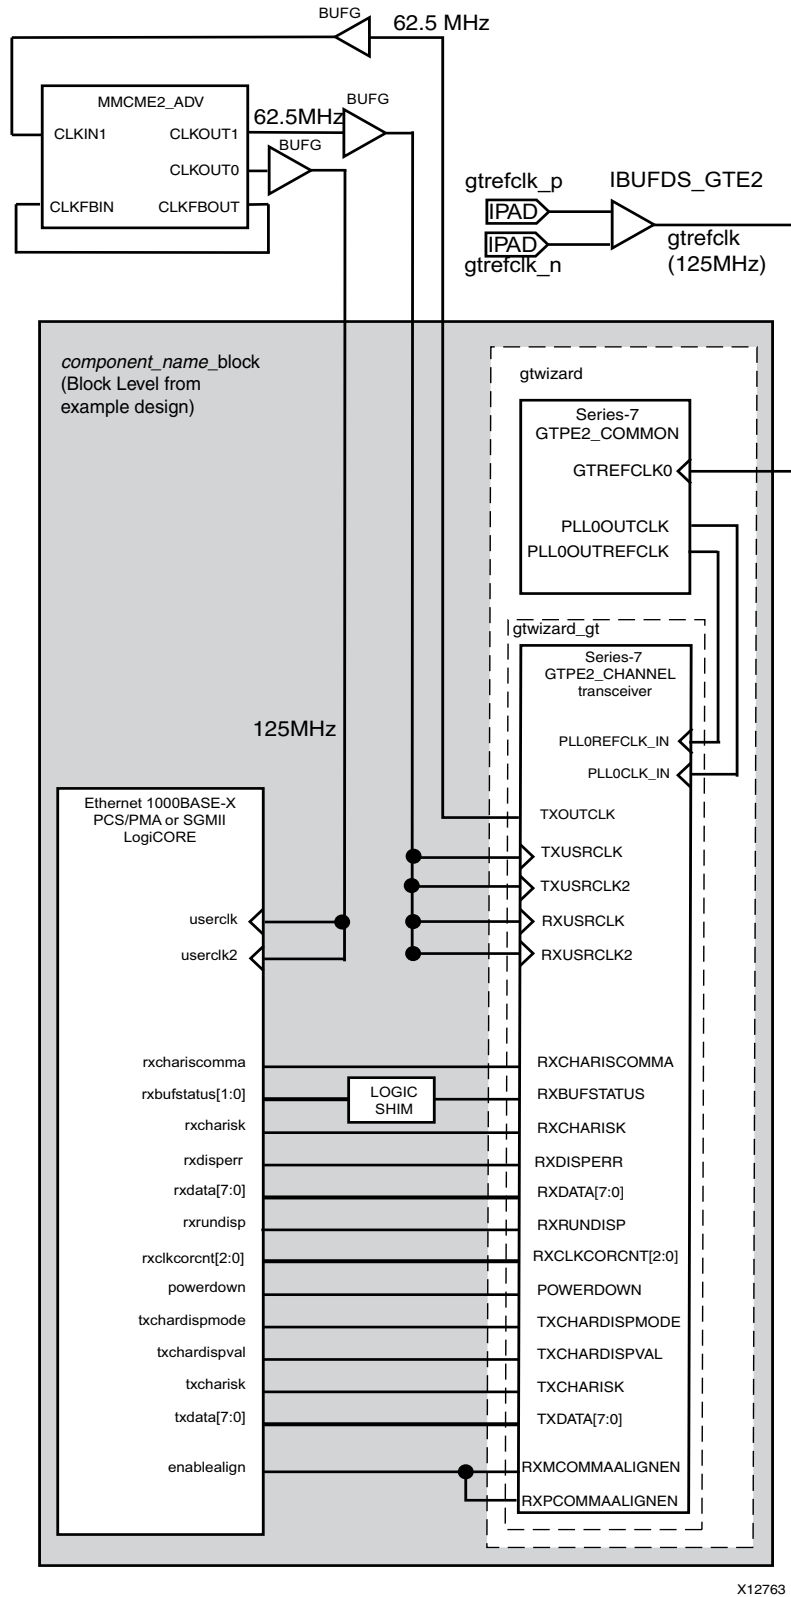 BUFG
62.5 MHz
MMCME2_ADV
CLKIN1
CLKOUT1
62.5MHz
BUFG
CLKOUT0
BUFG
CLKFBIN
CLKFBOUT
gtrefclk_p
IBUFDS_GTE2
IPAD
IPAD
gtrefclk_n
gtrefclk
(125MHz)
component_name_block
(Block Level from
example design)
gtwizard
Series-7
GTPE2_COMMON
GTREFCLK0
PLL0OUTCLK
PLL0OUTREFCLK
gtwizard_gt
Series-7
GTPE2_CHANNEL
transceiver
125MHz
PLL0REFCLK_IN
PLL0CLK_IN
Ethernet 1000BASE-X
PCS/PMA or SGMII
LogiCORE
TXOUTCLK
TXUSRCLK
TXUSRCLK2
userclk
RXUSRCLK
userclk2
RXUSRCLK2
rxchariscomma
RXCHARISCOMMA
rxbufstatus[1:0]
LOGIC
SHIM
RXBUFSTATUS
rxcharisk
RXCHARISK
rxdisperr
RXDISPERR
rxdata[7:0]
RXDATA[7:0]
rxrundisp
RXRUNDISP
rxclkcorcnt[2:0]
RXCLKCORCNT[2:0]
powerdown
POWERDOWN
txchardispmode
TXCHARDISPMODE
txchardispval
TXCHARDISPVAL
txcharisk
TXCHARISK
txdata[7:0]
TXDATA[7:0]
enablealign
RXMCOMMAALIGNEN
RXPCOMMAALIGNEN
X12763